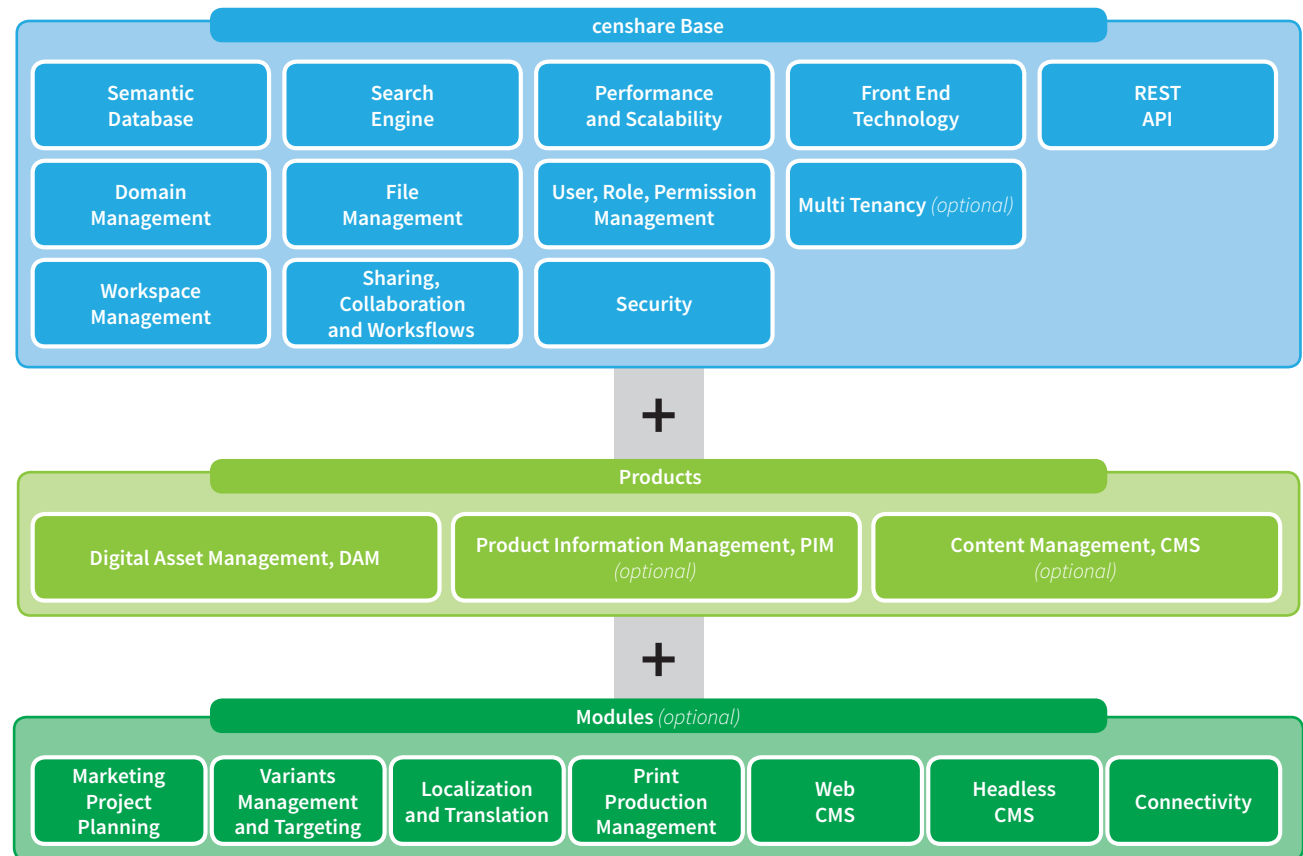 censhare Base
Semantic
Database
Search
Engine
Performance
and Scalability
Front End
Technology
REST
API
Domain
Management
File
Management
User, Role, Permission
Management
Multi Tenancy (optional)
Workspace
Management
Sharing,
Collaboration
and Worksflows
Security
+
Products
Digital Asset Management, DAM
Product Information Management, PIM
(optional)
Content Management, CMS
(optional)
+
Modules (optional)
Marketing
Project
Planning
Variants
Management
and Targeting
Localization
and Translation
Print
Production
Management
Web
CMS
Headless
CMS
Connectivity